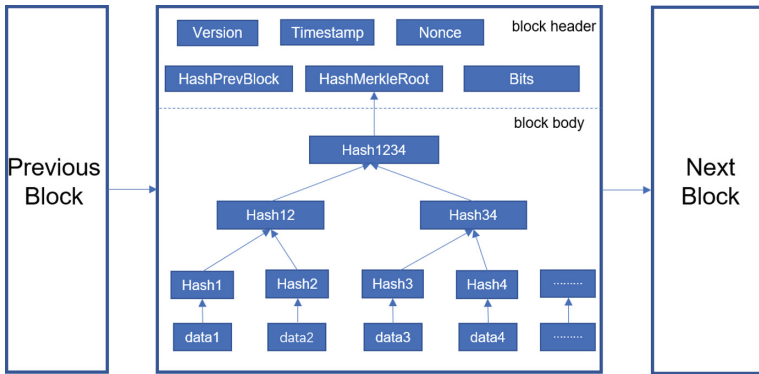 Version
Timestamp
Nonce
block header
HashPrevBlock
HashMerkleRoot
Bits
block body
Previous
Block
Hash1234
Next
Block
Hash12
Hash34
Hash1
Hash2
Hash3
Hash4
.........
data1
data2
data3
data4
.........